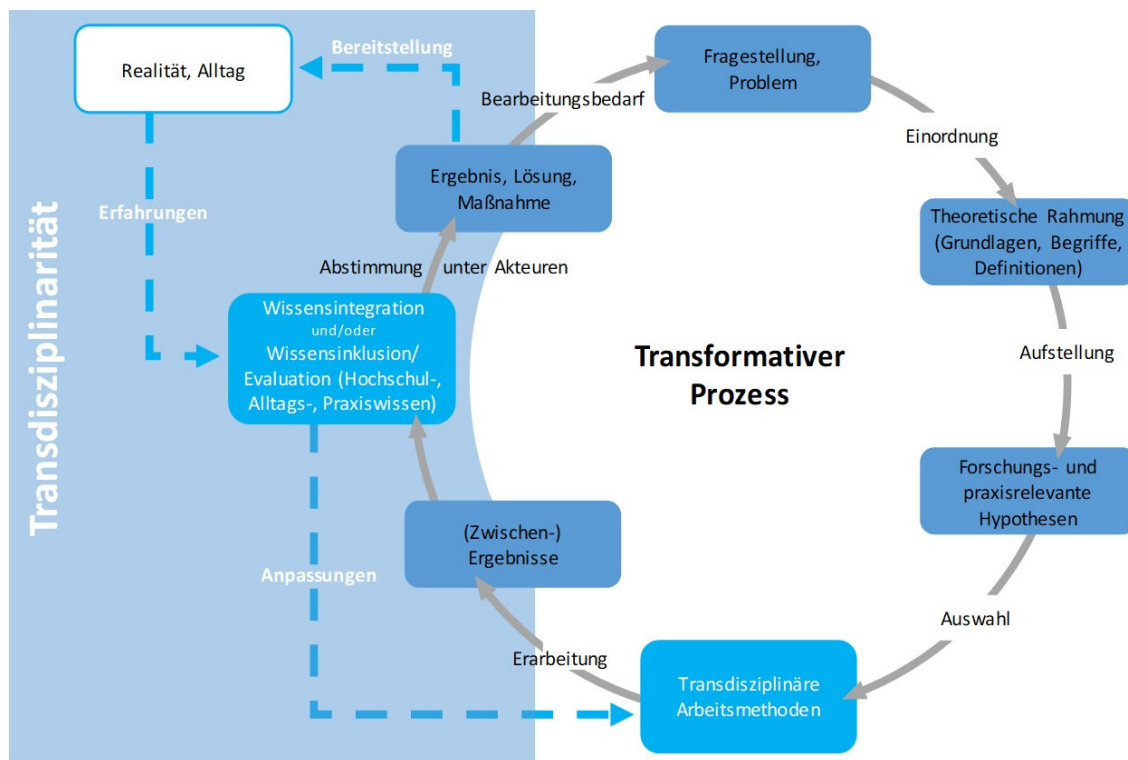 Transdisziplinarität
Realität, Alltag
Bereitstellung
Erfahrungen
Anpassungen
Bearbeitungsbedarf
Fragestellung,
Problem
Einordnung
Theoretische Rahmung
(Grundlagen, Begriffe,
Definitionen)
Aufstellung
Forschungs- und
praxisrelevante
Hypothesen
Auswahl
Transdisziplinäre
Arbeitsmethoden
Erarbeitung
(Zwischen-)
Ergebnisse
Wissensintegration
und/oder
Wissensinklusion/
Evaluation (Hochschul-,
Alltags-, Praxiswissen)
Abstimmung unter Akteuren
Ergebnis, Lösung,
Maßnahme
Transformativer
Prozess